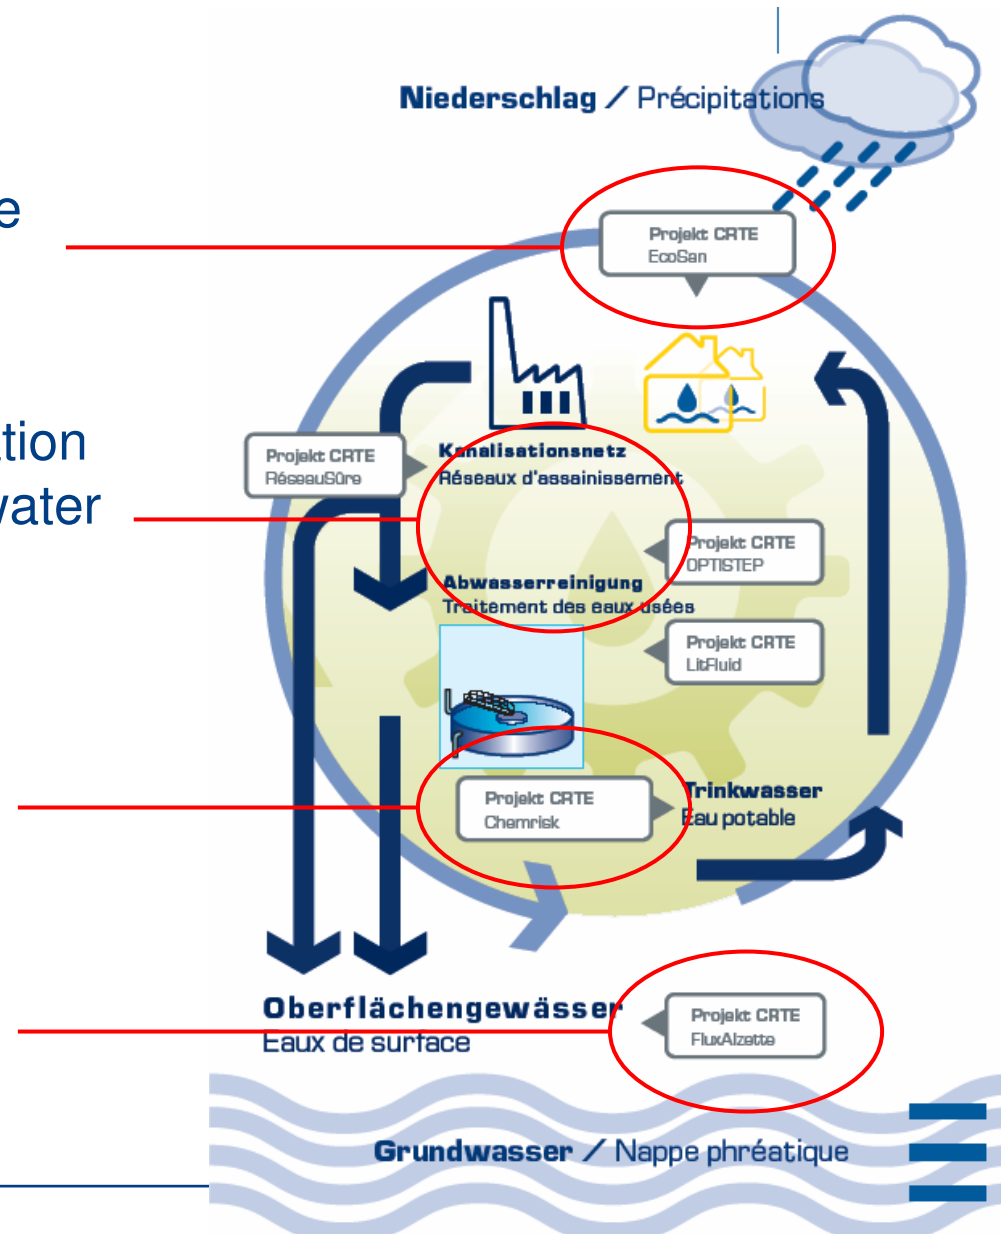 Niederschlag / Précipitations
e
Projekt CRTE
EcoSan
tion
water
Kanalisationsnetz
Réseaux d'assainissement
Projekt CRTE
RéseauSûre
Projekt CRTE
OPTISTEP
Abwasserreinigung
Traitement des eaux usées
Projekt CRTE
LitFluid
Projekt CRTE
Chemrisk
Trinkwasser
Eau potable
Oberflächengewässer
Eaux de surface
Projekt CRTE
FluxAlzette
Grundwasser / Nappe phréatique